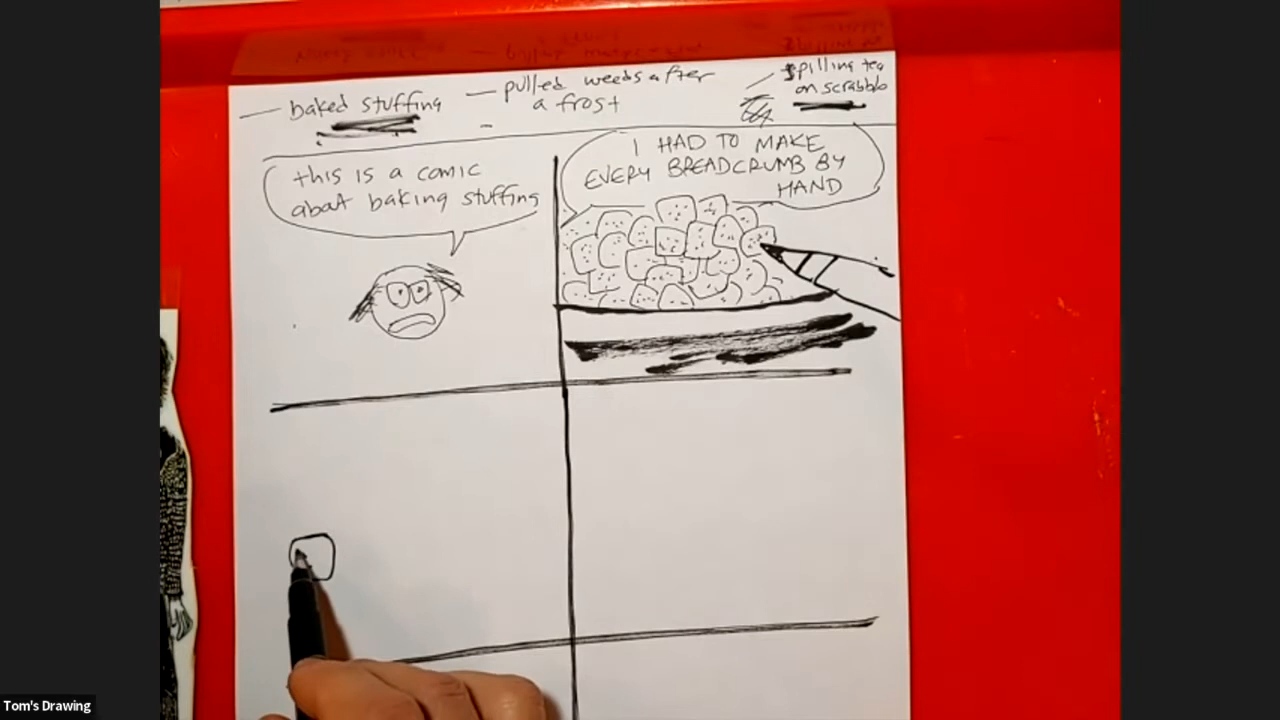 — baked stuffing
— pulled weeds after
a frost
spilling tea
on scrabble
this is a comic
about baking stuffing
I HAD TO MAKE
EVERY BREADCRUMB BY
HAND
Tom's Drawing